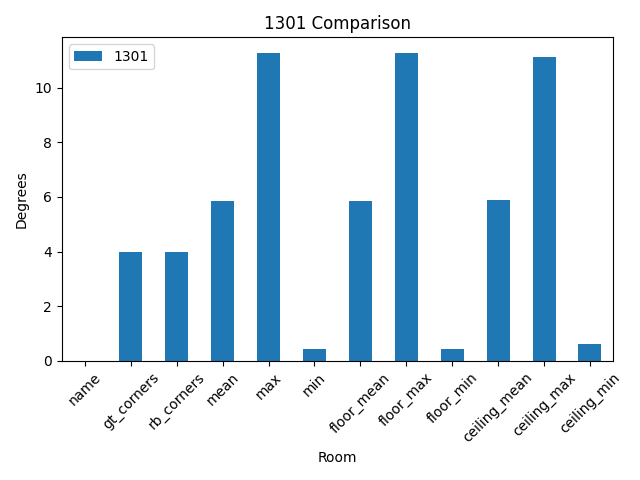 1301 Comparison
1301
Degrees
10
8
6
4
2
0
name
gt_corners
rb_corners
mean
max
min
floor_mean
floor_max
floor_min
ceiling_mean
ceiling_max
ceiling_min
Room